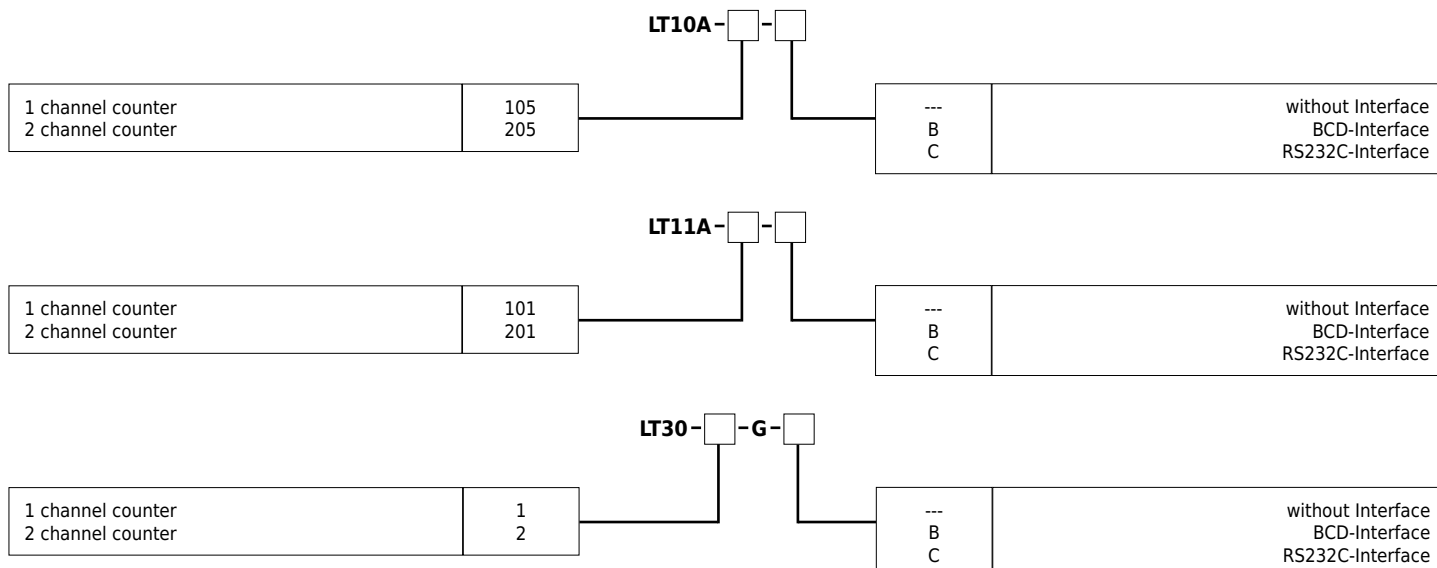 LT10A- -
1 channel counter 105
2 channel counter 205
--- without Interface
B BCD-Interface
C RS232C-Interface
LT11A- -
1 channel counter 101
2 channel counter 201
--- without Interface
B BCD-Interface
C RS232C-Interface
LT30- -G-
1 channel counter 1
2 channel counter 2
--- without Interface
B BCD-Interface
C RS232C-Interface